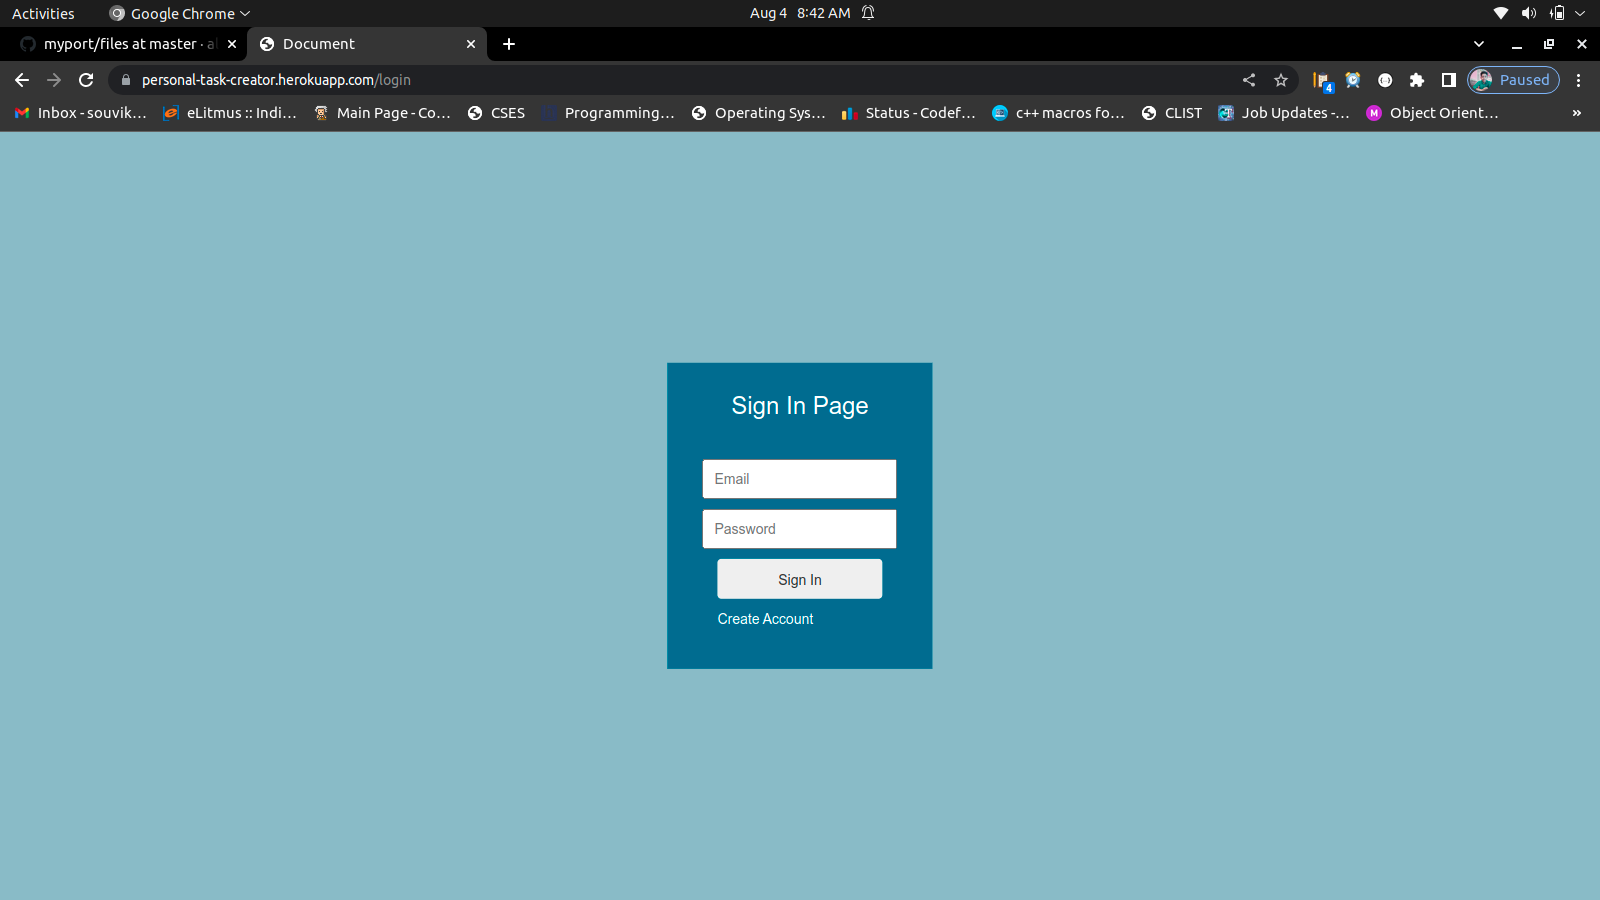 Activities Google Chrome Aug 4 8:42 AM
myport/files at master · a Document
personal-task-creator.herokuapp.com/login 4 Paused
Inbox - souvik... eLitmus :: Indi... Main Page - Co... CSES Programming... Operating Sys... Status - Codef... c++ macros fo... CLIST Job Updates -... M Object Orient... »
Sign In Page
Email
Password
Sign In
Create Account